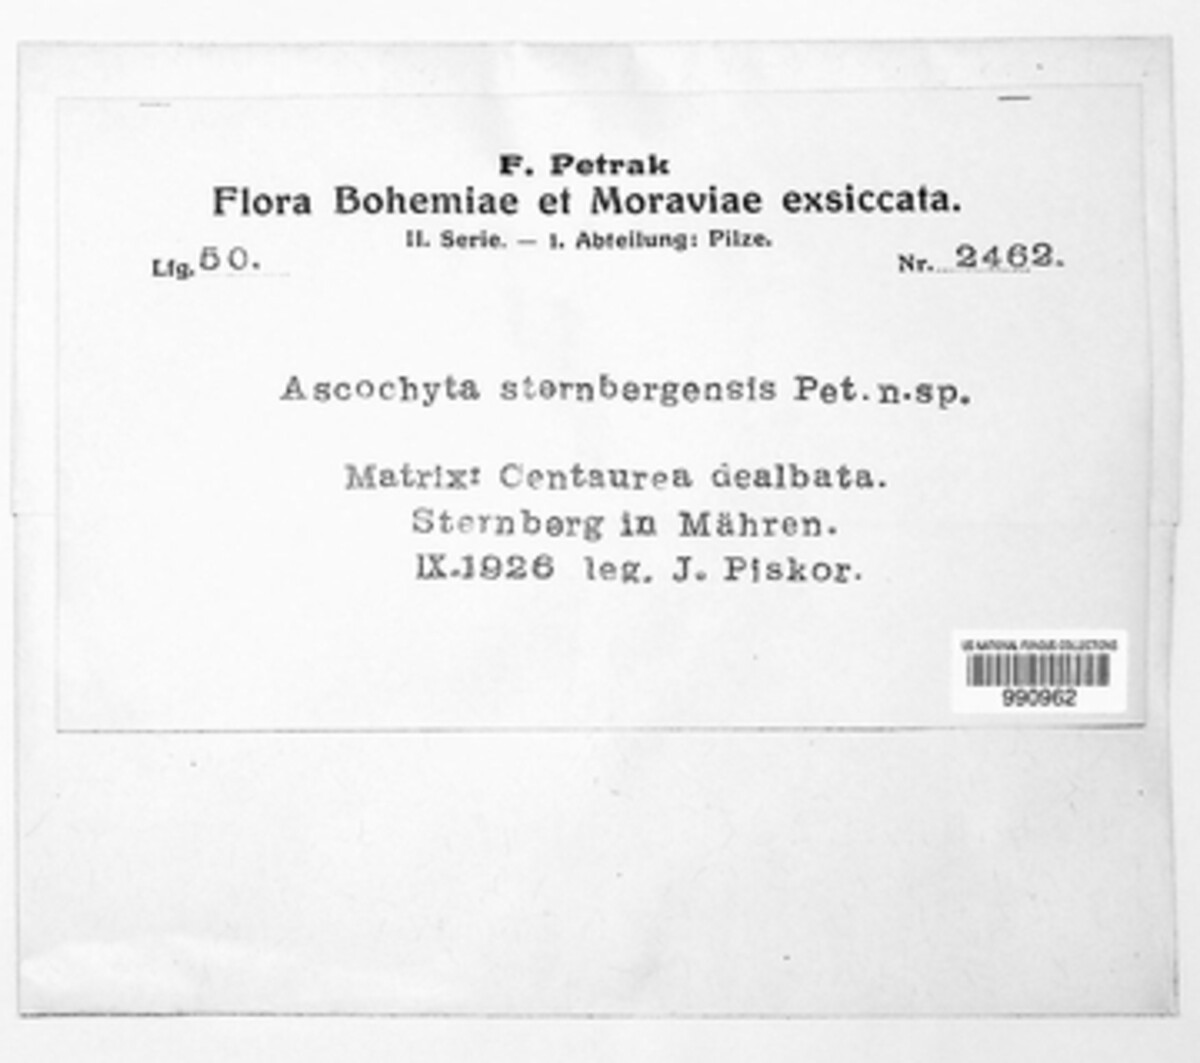 F. Petrak
Flora Bohemiae et Moraviae exsiccata.
II. Serie. — 1. Abteilung: Pilze.
Lfg. 50.
Nr. 2462.
Ascochyta sternbergensis Pet. n.sp.
Matrix: Centaurea dealbata.
Sternberg in Mähren.
IX.1926 leg. J. Piskor.
US NATIONAL FUNGUS COLLECTIONS
990962